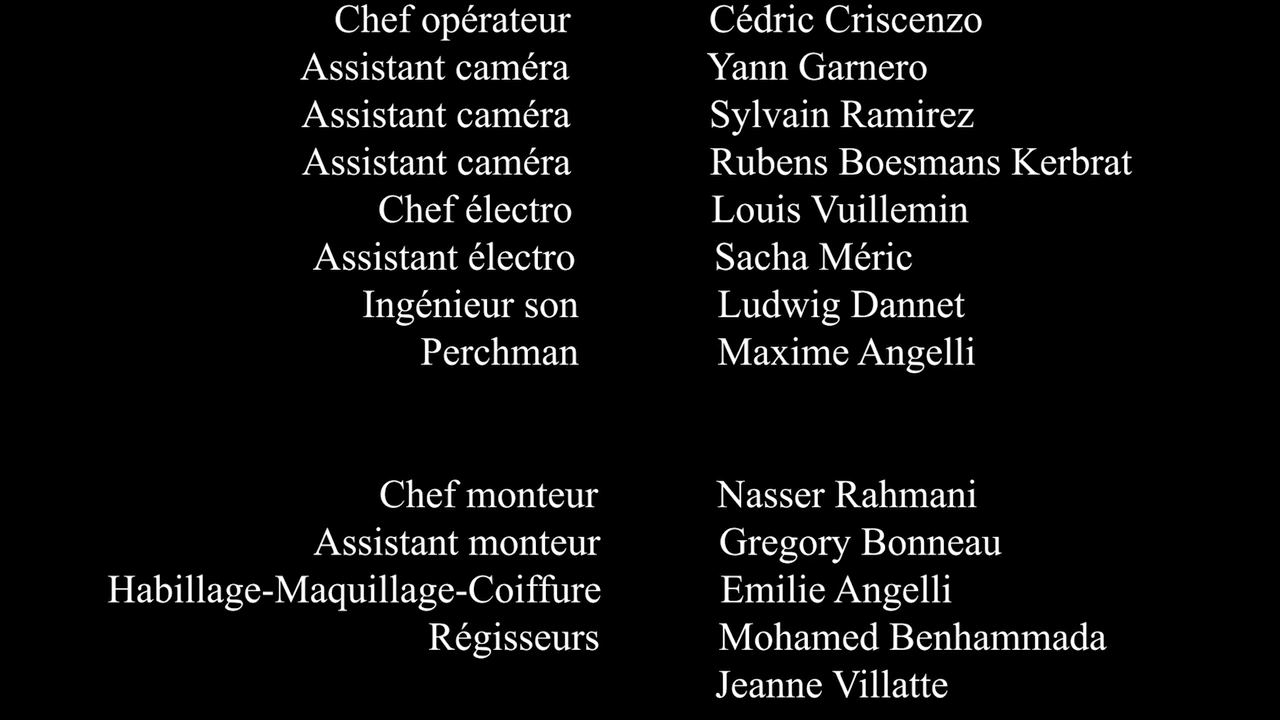 Chef opérateur Cédric Criscenzo
Assistant caméra Yann Garnero
Assistant caméra Sylvain Ramirez
Assistant caméra Rubens Boesmans Kerbrat
Chef électro Louis Vuillemin
Assistant électro Sacha Méric
Ingénieur son Ludwig Dannet
Perchman Maxime Angelli
Chef monteur Nasser Rahmani
Assistant monteur Gregory Bonneau
Habillage-Maquillage-Coiffure Emilie Angelli
Régisseurs Mohamed Benhammada
Jeanne Villatte